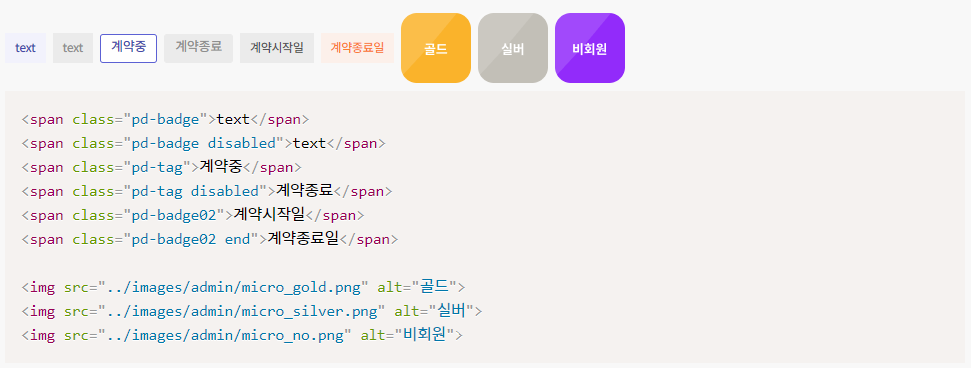 text text 계약중 계약종료 계약시작일 계약종료일 골드 실버 비회원
<span class="pd-badge">text</span>
<span class="pd-badge disabled">text</span>
<span class="pd-tag">계약중</span>
<span class="pd-tag disabled">계약종료</span>
<span class="pd-badge02">계약시작일</span>
<span class="pd-badge02 end">계약종료일</span>
<img src="../images/admin/micro_gold.png" alt="골드">
<img src="../images/admin/micro_silver.png" alt="실버">
<img src="../images/admin/micro_no.png" alt="비회원">